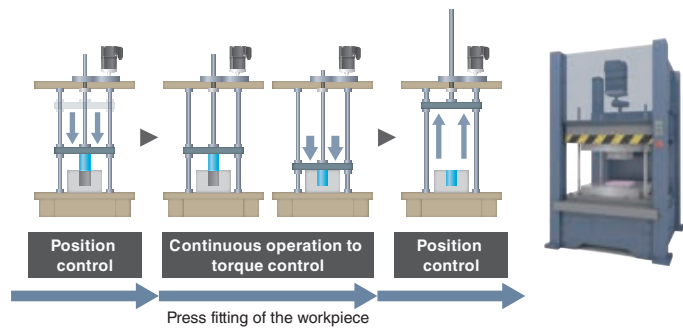 Position
control
Continuous operation to
torque control
Position
control
Press fitting of the workpiece